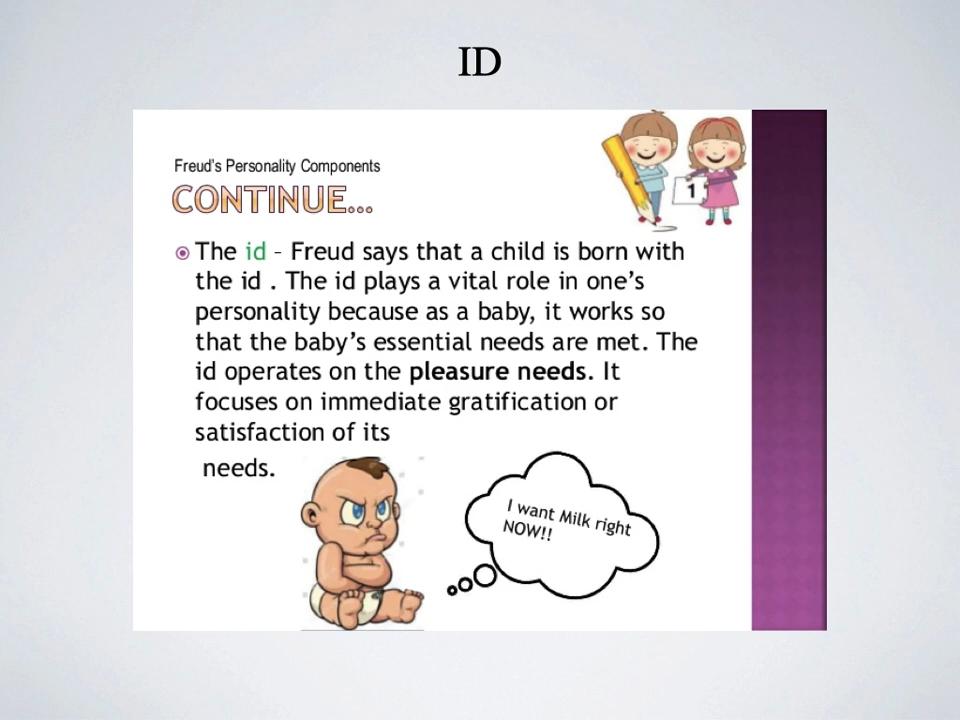 ID
Freud's Personality Components
CONTINUE...
1
The id – Freud says that a child is born with
the id . The id plays a vital role in one's
personality because as a baby, it works so
that the baby's essential needs are met. The
id operates on the pleasure needs. It
focuses on immediate gratification or
satisfaction of its
needs.
I want Milk right
NOW!!